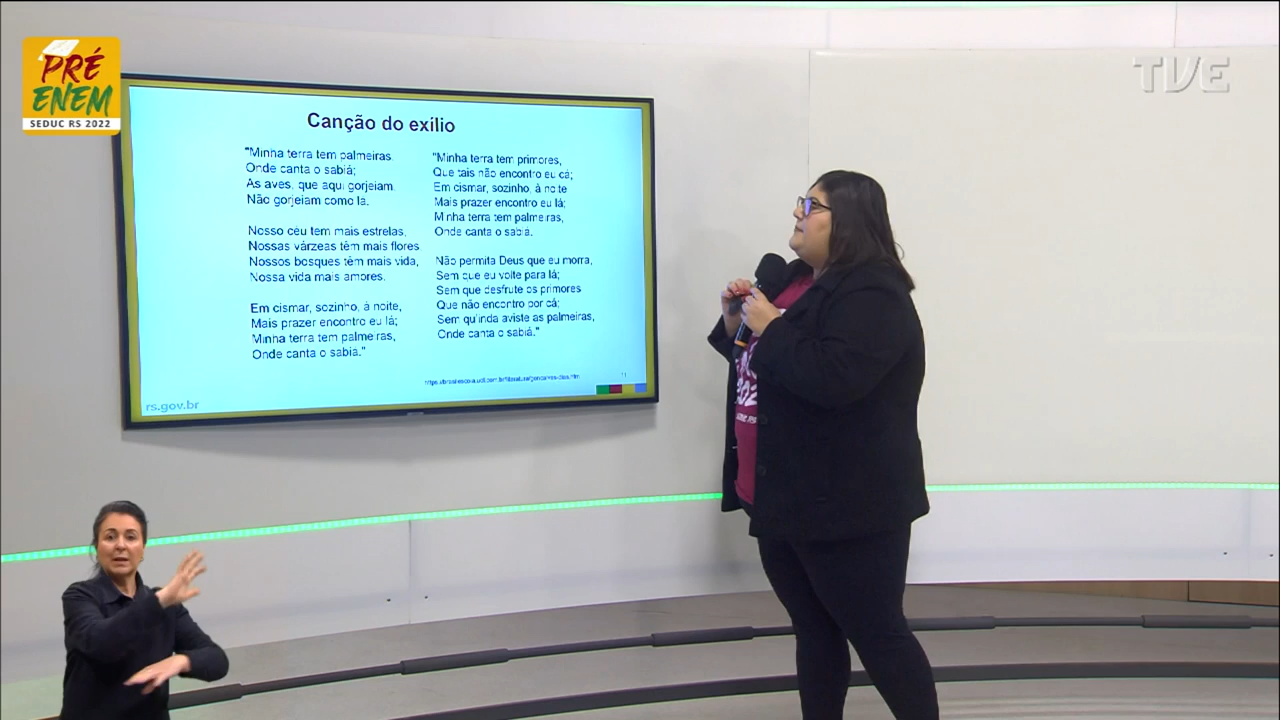 PRÉ
ENEM
SEDUC RS 2022
TVE
Canção do exílio
"Minha terra tem palmeiras,
Onde canta o sabiá;
As aves, que aqui gorjeiam,
Não gorjeiam como lá.
Nosso céu tem mais estrelas,
Nossas várzeas têm mais flores,
Nossos bosques têm mais vida,
Nossa vida mais amores.
Em cismar, sozinho, à noite,
Mais prazer encontro eu lá;
Minha terra tem palmeiras,
Onde canta o sabiá."
"Minha terra tem primores,
Que tais não encontro eu cá;
Em cismar, sozinho, à noite
Mais prazer encontro eu lá;
Minha terra tem palmeiras,
Onde canta o sabiá.
Não permita Deus que eu morra,
Sem que eu volte para lá;
Sem que desfrute os primores
Que não encontro por cá;
Sem qu'inda aviste as palmeiras,
Onde canta o sabiá."
11
rs.gov.br